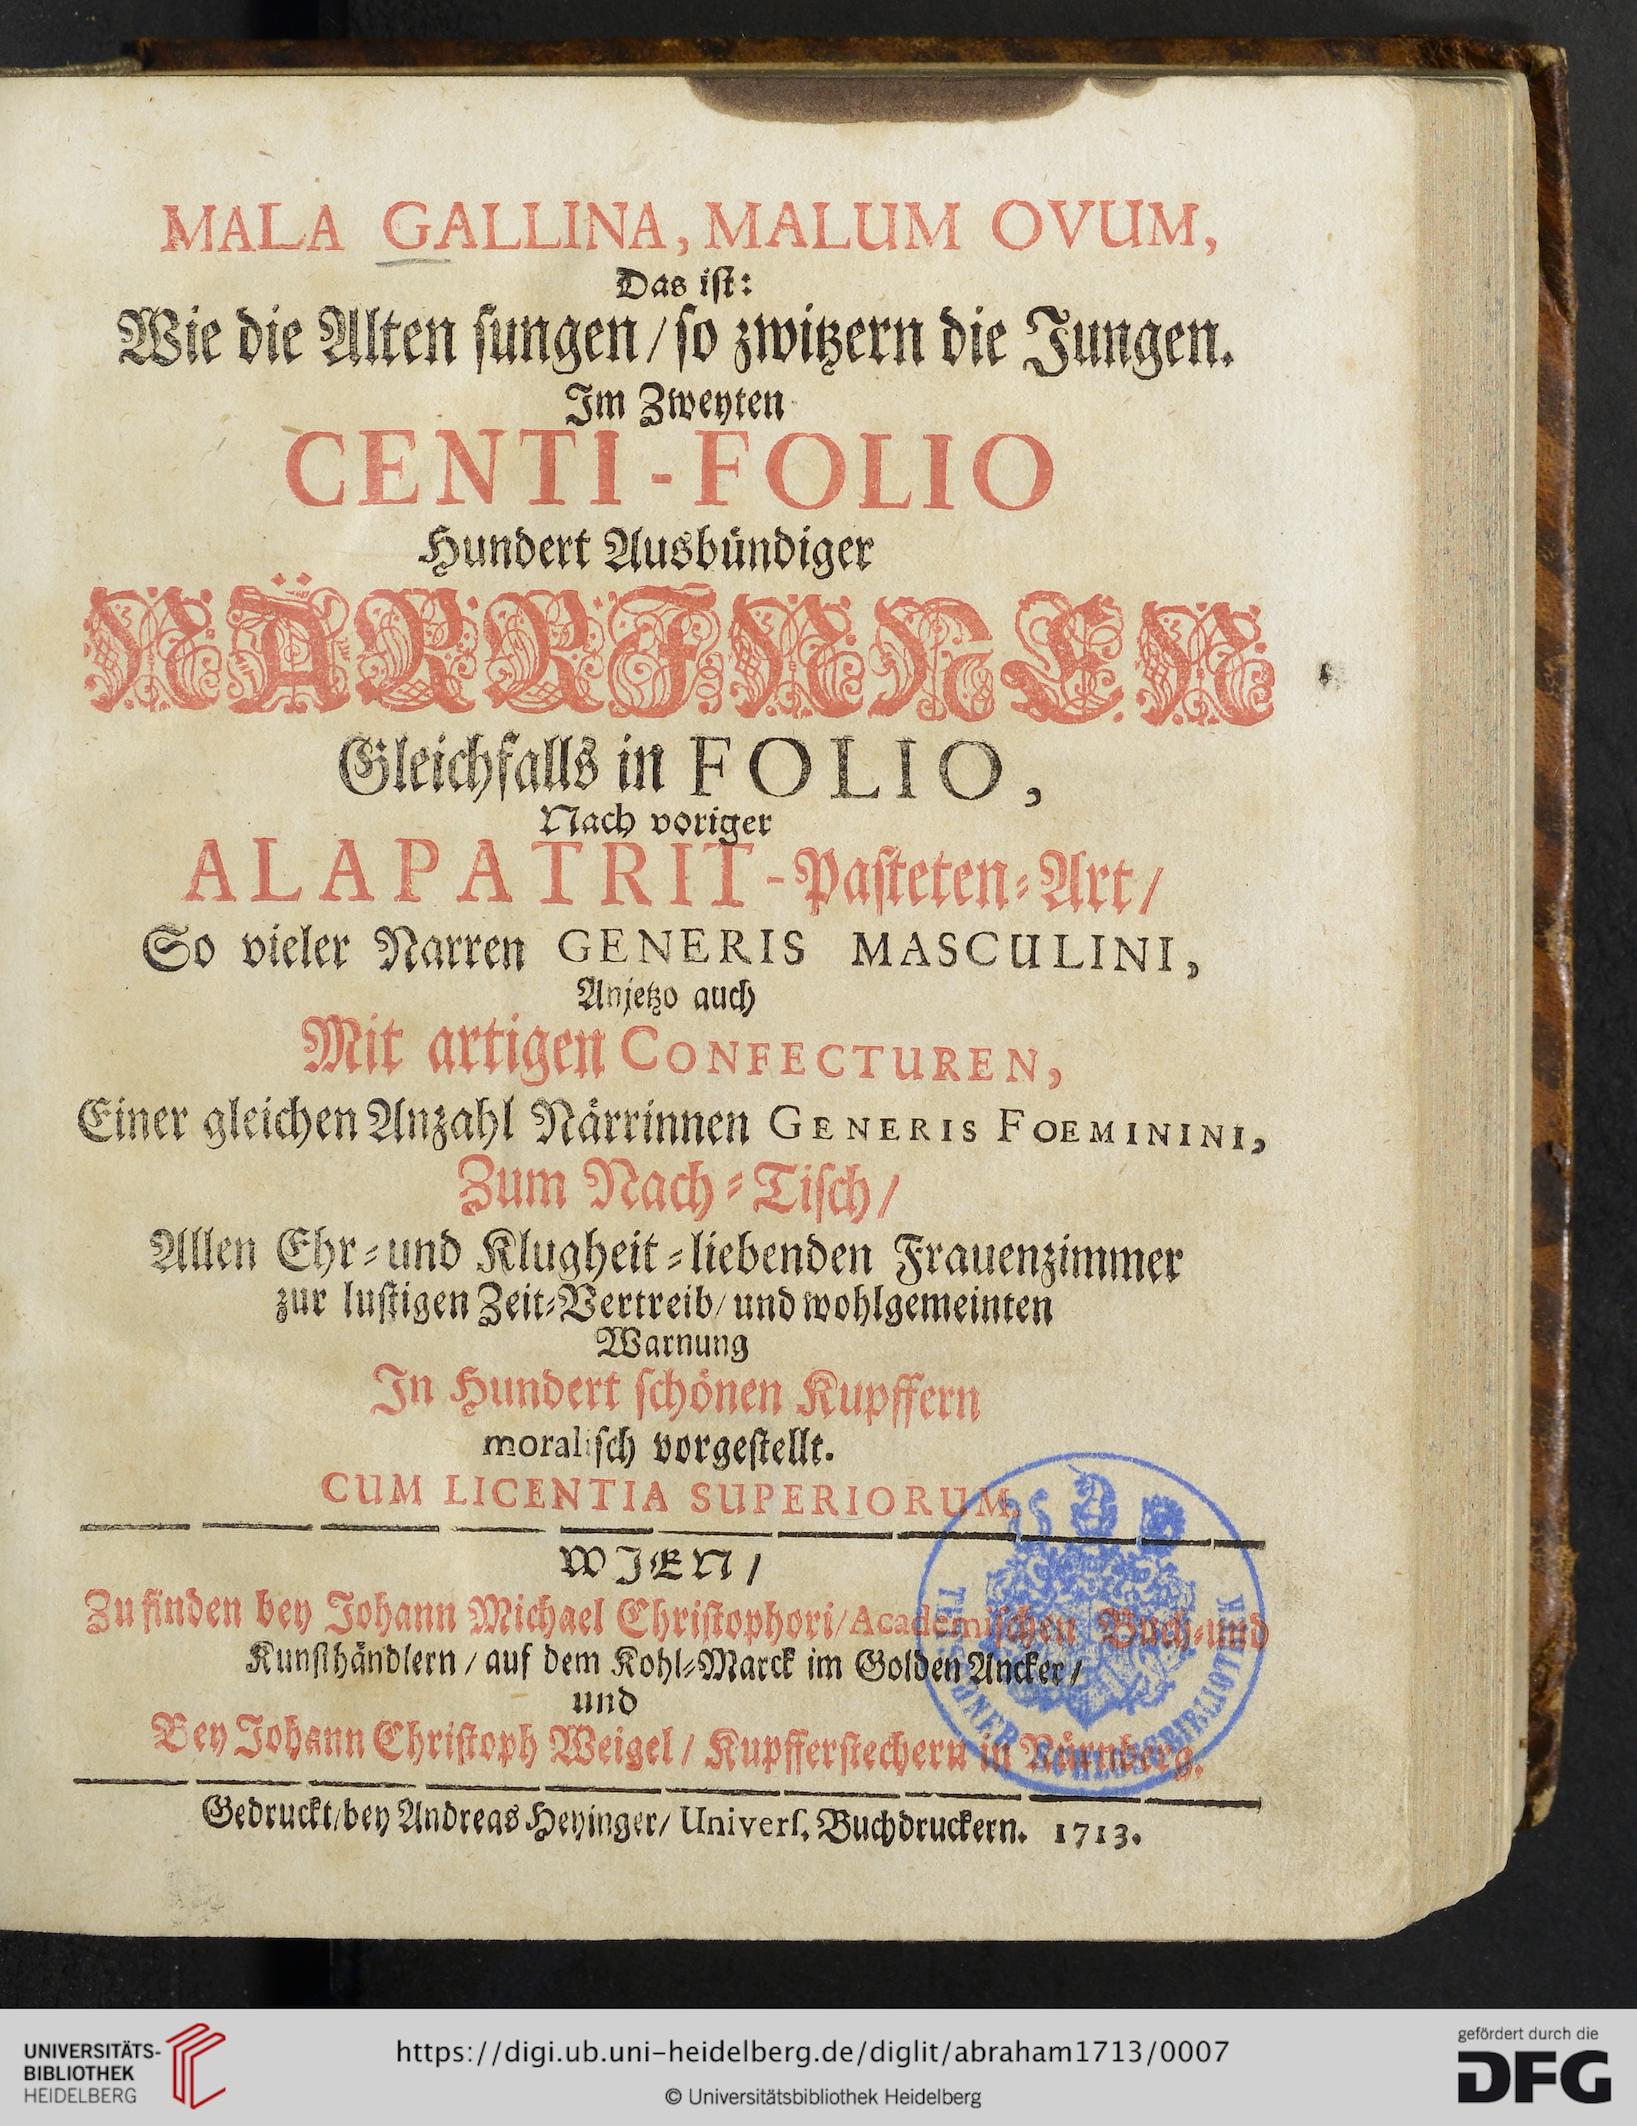 MALA GALLINA, MALUM OVUM,
Das iſt:
Wie die Alten ſungen / ſo zwitzern die Jungen.
Im Zweyten
CENTI-FOLIO
Hundert Ausbündiger
NÄRRINNEN
Gleichfalls in FOLIO,
Nach voriger
ALAPATRIT-Paſteten-Art /
So vieler Narren GENERIS MASCULINI,
Anjetzo auch
Mit artigen CONFECTUREN,
Einer gleichen Anzahl Närrinnen GENERIS FOEMININI,
Zum Nach-Tiſch /
Allen Ehr- und Klugheit-liebenden Frauenzimmer
zur luſtigen Zeit-Vertreib / und wohlgemeinten
Warnung
In Hundert ſchönen Kupffern
moraliſch vorgeſtellt.
CUM LICENTIA SUPERIORUM.
WIEN /
Zu finden bey Johann Michael Chriſtophori / Academiſchen Buch- und
Kunſthändlern / auf dem Kohl-Marck im Golden Ancker /
und
Bey Johann Chriſtoph Weigel / Kupfferſtechern in Nürnberg.
Gedruckt / bey Andreas Heyinger / Univerſ. Buchdruckern. 1713.
UNIVERSITÄTS-
BIBLIOTHEK
HEIDELBERG
https://digi.ub.uni-heidelberg.de/diglit/abraham1713/0007
© Universitätsbibliothek Heidelberg
gefördert durch die
DFG